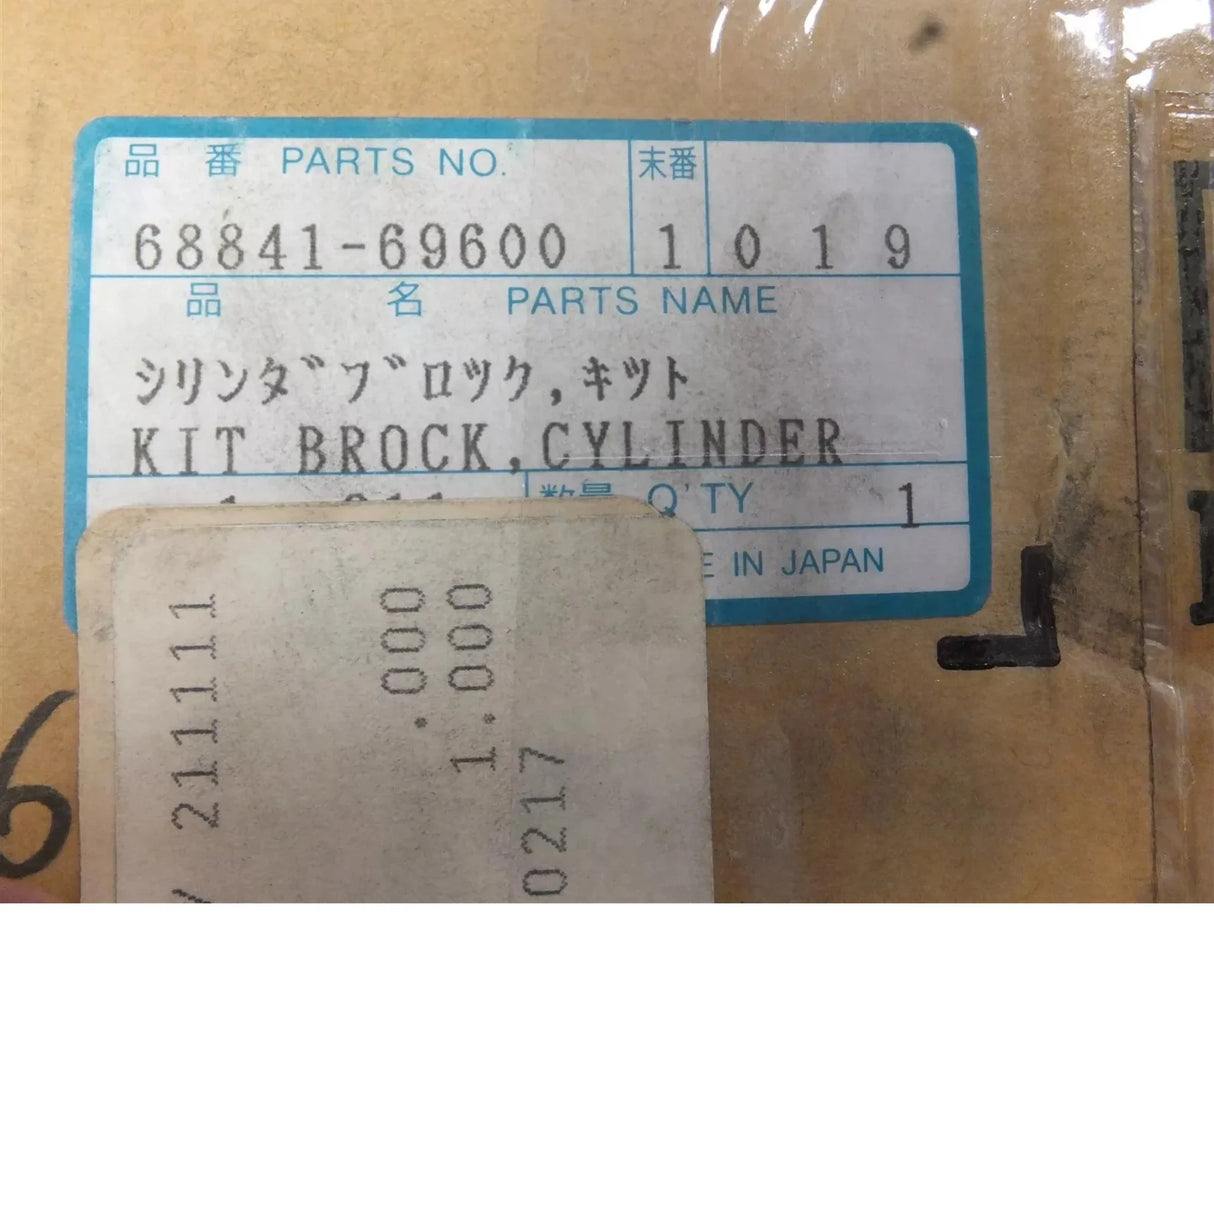 品 番 PARTS NO. 末番
68841-69600 1 0 1 9
品 名 PARTS NAME
シリンダブロック,キット
KIT BROCK,CYLINDER
数量 Q'TY 1
IN JAPAN
211111
.000
1.000
0217
6